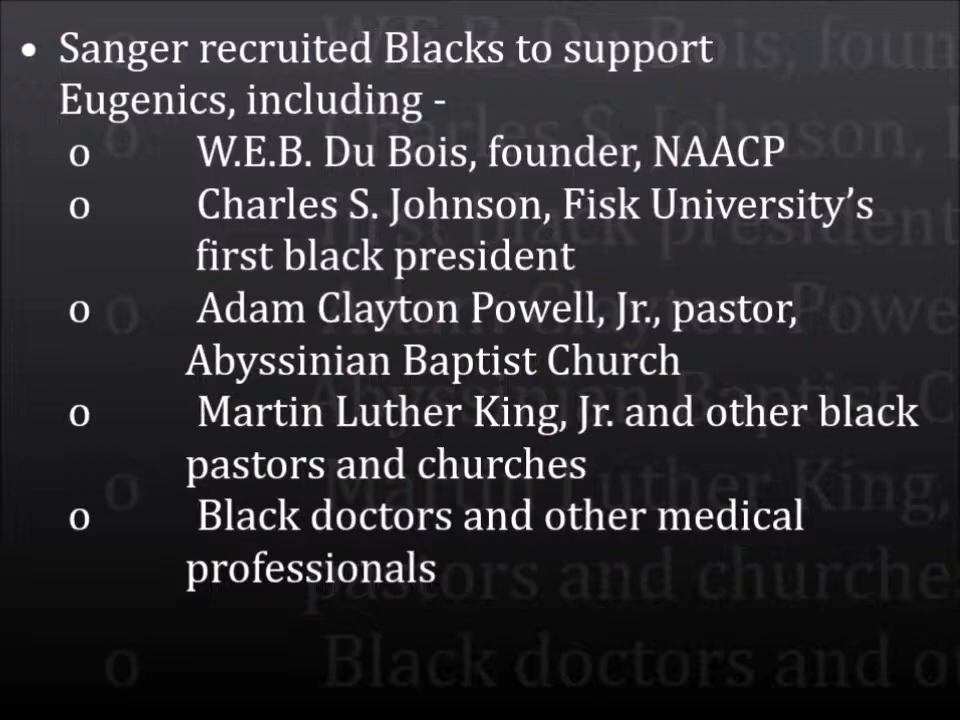 • Sanger recruited Blacks to support
Eugenics, including -
o W.E.B. Du Bois, founder, NAACP
o Charles S. Johnson, Fisk University’s
first black president
o Adam Clayton Powell, Jr., pastor,
Abyssinian Baptist Church
o Martin Luther King, Jr. and other black
pastors and churches
o Black doctors and other medical
professionals